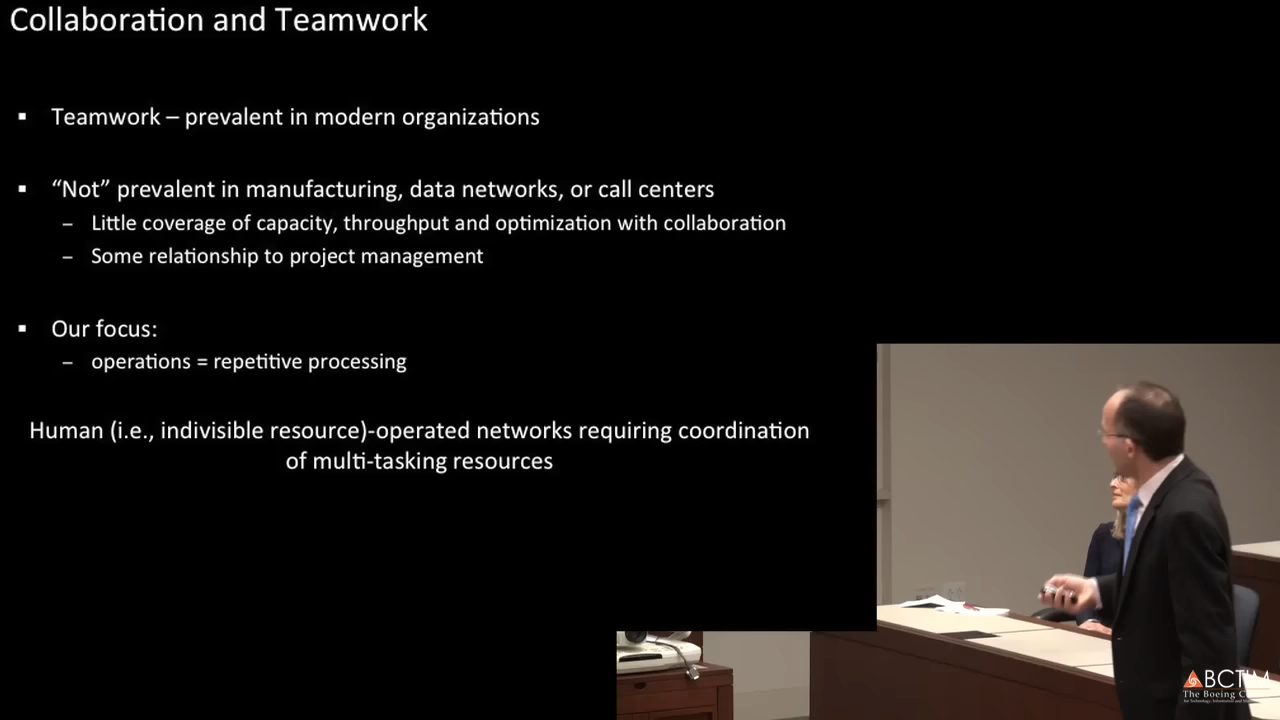 Collaboration and Teamwork
▪ Teamwork – prevalent in modern organizations
▪ “Not” prevalent in manufacturing, data networks, or call centers
– Little coverage of capacity, throughput and optimization with collaboration
– Some relationship to project management
▪ Our focus:
– operations = repetitive processing
Human (i.e., indivisible resource)-operated networks requiring coordination
of multi-tasking resources
BCTIM
The Boeing